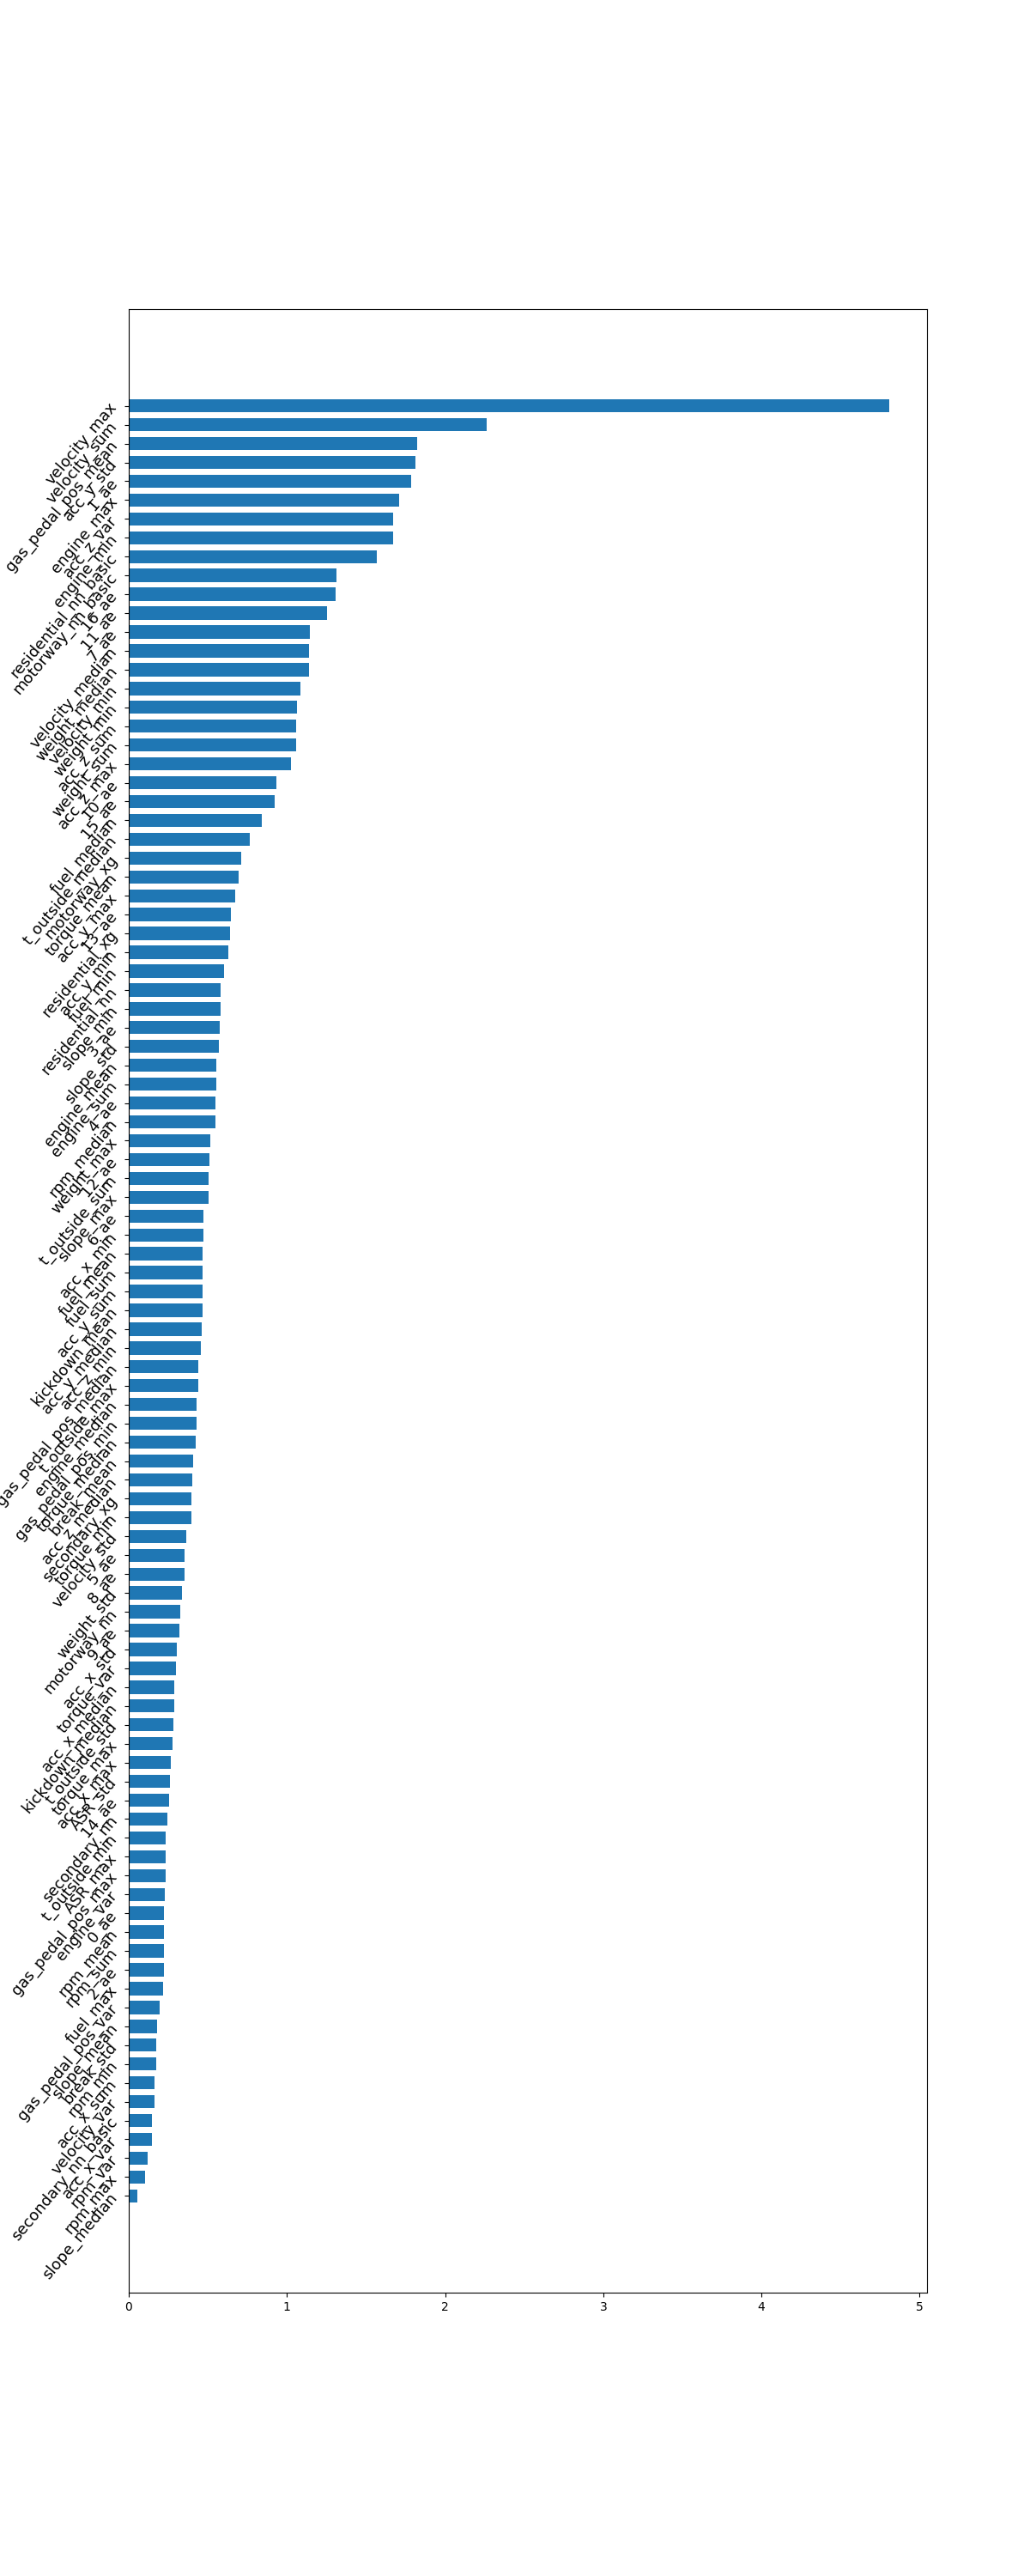 velocity_max
velocity_sum
gas_pedal_pos_mean
acc_y_std
1_ae
engine_max
acc_z_var
engine_min
residential_nn_basic
motorway_nn_basic
16_ae
11_ae
7_ae
velocity_median
weight_median
velocity_min
weight_min
acc_z_sum
weight_sum
acc_z_max
10_ae
15_ae
fuel_median
t_outside_median
motorway_xg
torque_mean
acc_y_max
13_ae
residential_xg
acc_y_min
fuel_min
residential_nn
slope_min
3_ae
slope_std
engine_mean
engine_sum
4_ae
rpm_median
weight_max
12_ae
t_outside_sum
slope_max
6_ae
acc_x_min
fuel_mean
fuel_sum
acc_y_sum
kickdown_mean
acc_y_median
acc_z_min
gas_pedal_pos_median
t_outside_max
engine_median
gas_pedal_pos_min
torque_median
break_mean
acc_z_median
secondary_xg
torque_min
velocity_std
5_ae
8_ae
weight_std
motorway_nn
9_ae
acc_x_std
torque_var
acc_x_median
kickdown_median
t_outside_std
torque_max
acc_x_max
ASR_std
14_ae
secondary_nn
t_outside_min
ASR_max
gas_pedal_pos_max
engine_var
0_ae
rpm_mean
rpm_sum
2_ae
fuel_max
gas_pedal_pos_var
slope_mean
break_std
rpm_min
acc_x_sum
velocity_var
secondary_nn_basic
acc_x_var
rpm_var
rpm_max
slope_median
0 1 2 3 4 5